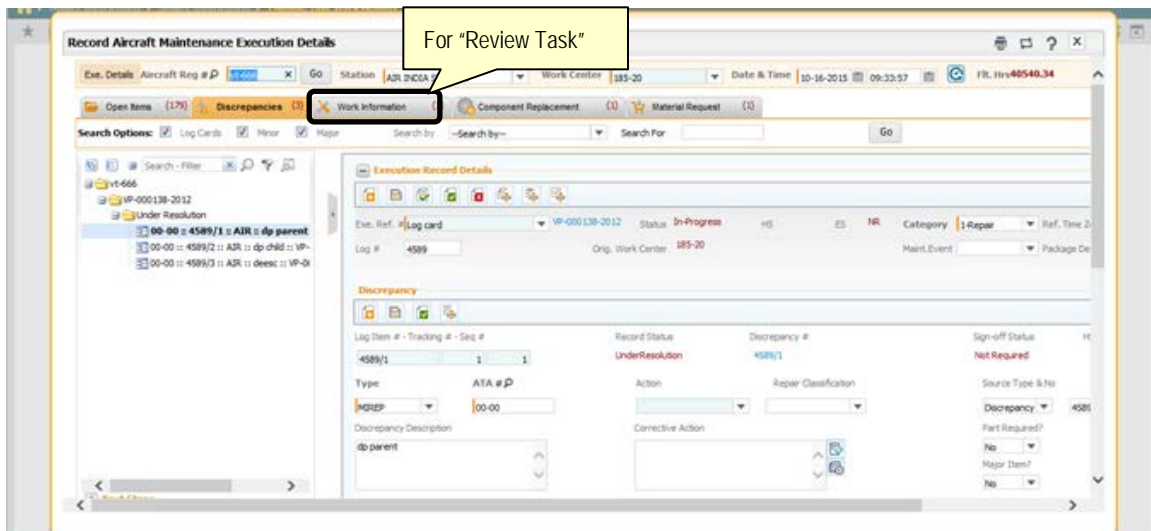 For “Review Task”
Record Aircraft Maintenance Execution Details
Exe. Details Aircraft Reg # vt-666 Go Station AIR INDIA Work Center 185-20 Date & Time 10-16-2015 09:33:57 Flt. Hrs 40540.34
Open Items (179) Discrepancies (3) Work Information Component Replacement (1) Material Request (1)
Search Options: Log Cards Minor Major Search by --Search by-- Search For Go
Search - Filter
vt-666
VP-000138-2012
Under Resolution
00-00 :: 4589/1 :: AIR :: dp parent
00-00 :: 4589/2 :: AIR :: dp child :: VP-
00-00 :: 4589/3 :: AIR :: deesc :: VP-0
Execution Record Details
Exe. Ref. # Log card VP-000138-2012 Status In-Progress HS ES NR Category 1-Repair Ref. Time
Log # 4589 Orig. Work Center 185-20 Maint.Event Package De
Discrepancy
Log Item # - Tracking # - Seq # Record Status Discrepancy # Sign-off Status
4589/1 1 1 UnderResolution 4589/1 Not Required
Type ATA # Action Repair Classification Source Type & No
MIREP 00-00 Discrepancy 4589
Discrepancy Description Corrective Action Part Required?
dp parent No
Major Item?
No